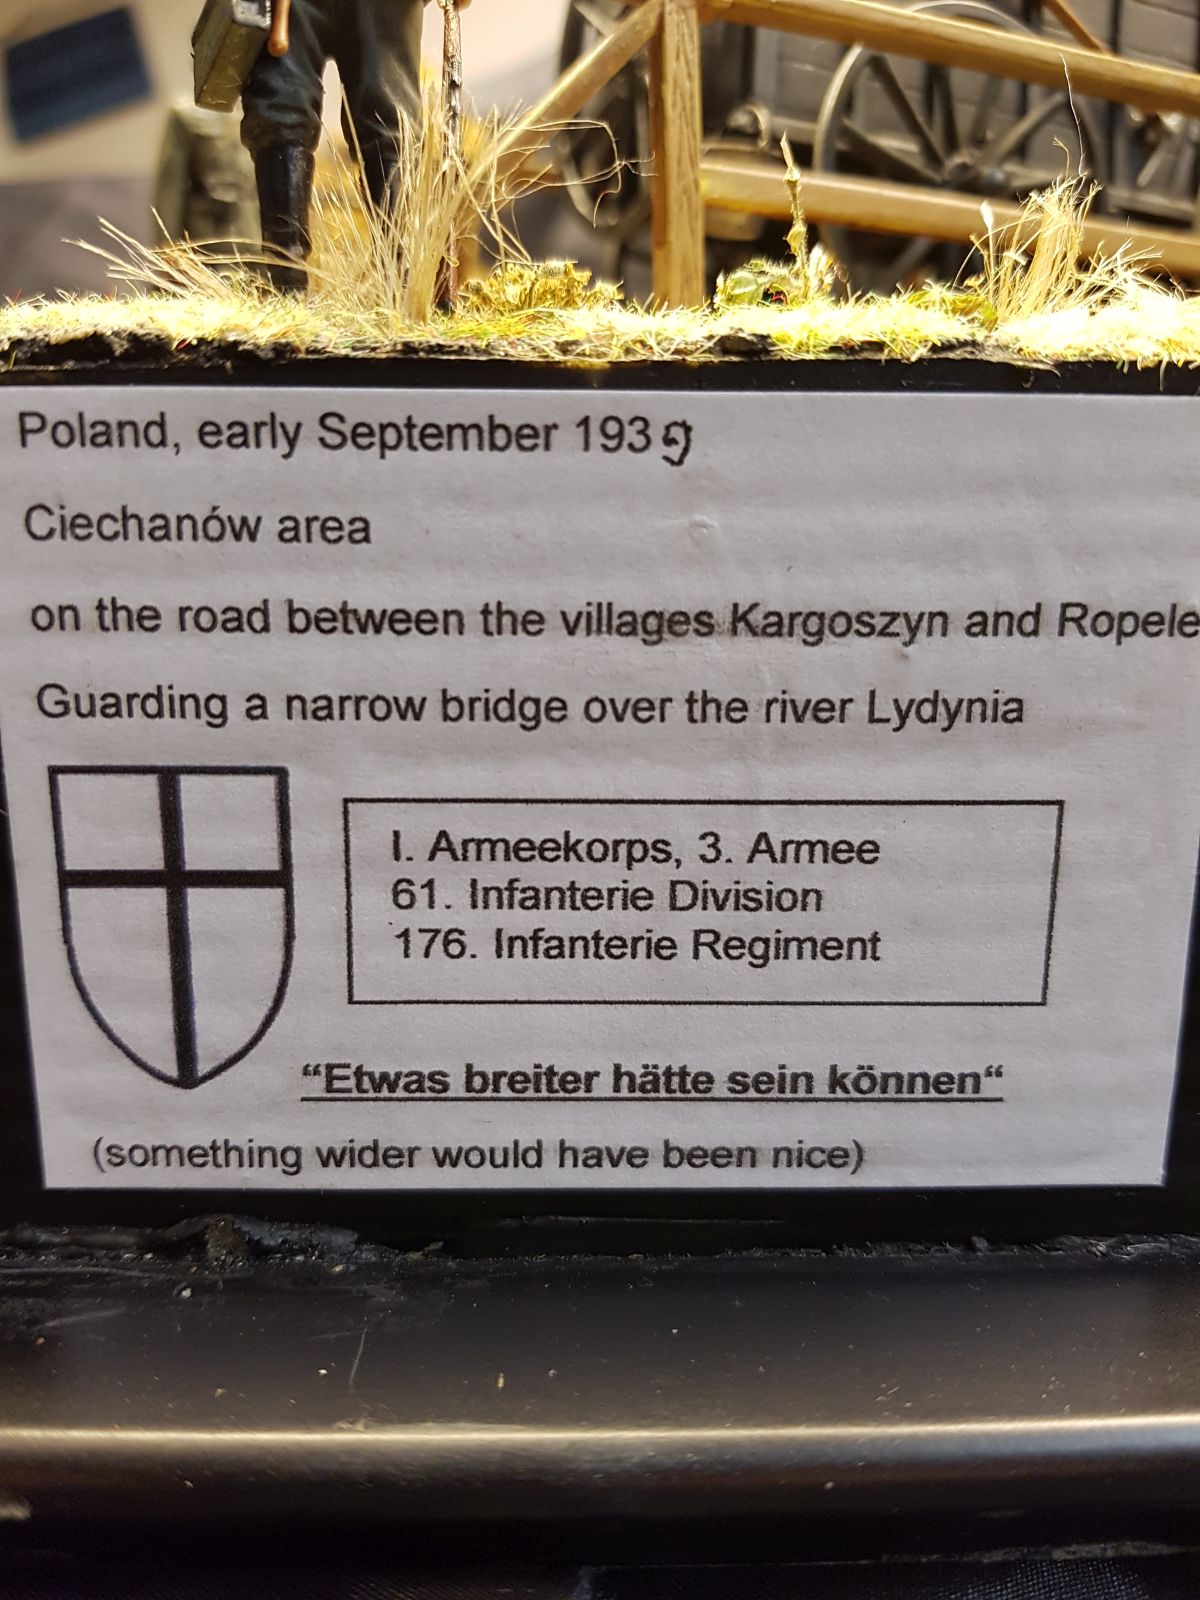 Poland, early September 1939
Ciechanów area
on the road between the villages Kargoszyn and Ropele
Guarding a narrow bridge over the river Lydynia
I. Armeekorps, 3. Armee
61. Infanterie Division
176. Infanterie Regiment
“Etwas breiter hätte sein können“
(something wider would have been nice)